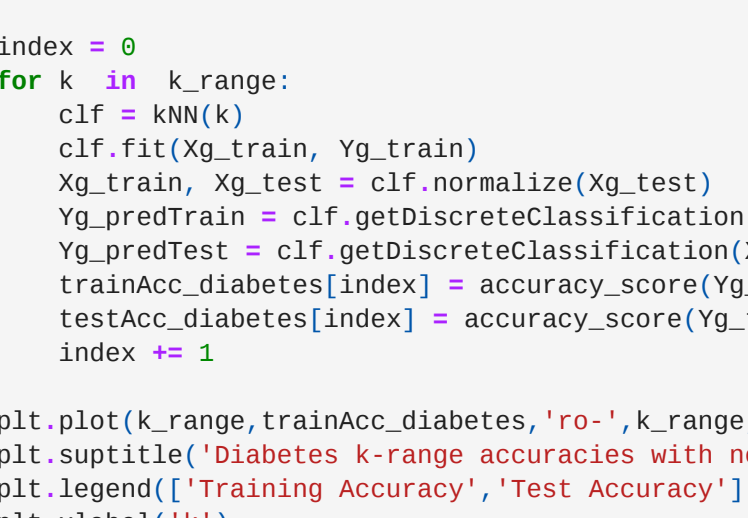 index = 0
for k  in  k_range:
    clf = kNN(k)
    clf.fit(Xg_train, Yg_train)
    Xg_train, Xg_test = clf.normalize(Xg_test)
    Yg_predTrain = clf.getDiscreteClassification
    Yg_predTest = clf.getDiscreteClassification(
    trainAcc_diabetes[index] = accuracy_score(Yg_
    testAcc_diabetes[index] = accuracy_score(Yg_
    index += 1
plt.plot(k_range,trainAcc_diabetes,'ro-',k_range
plt.suptitle('Diabetes k-range accuracies with
plt.legend(['Training Accuracy','Test Accuracy']